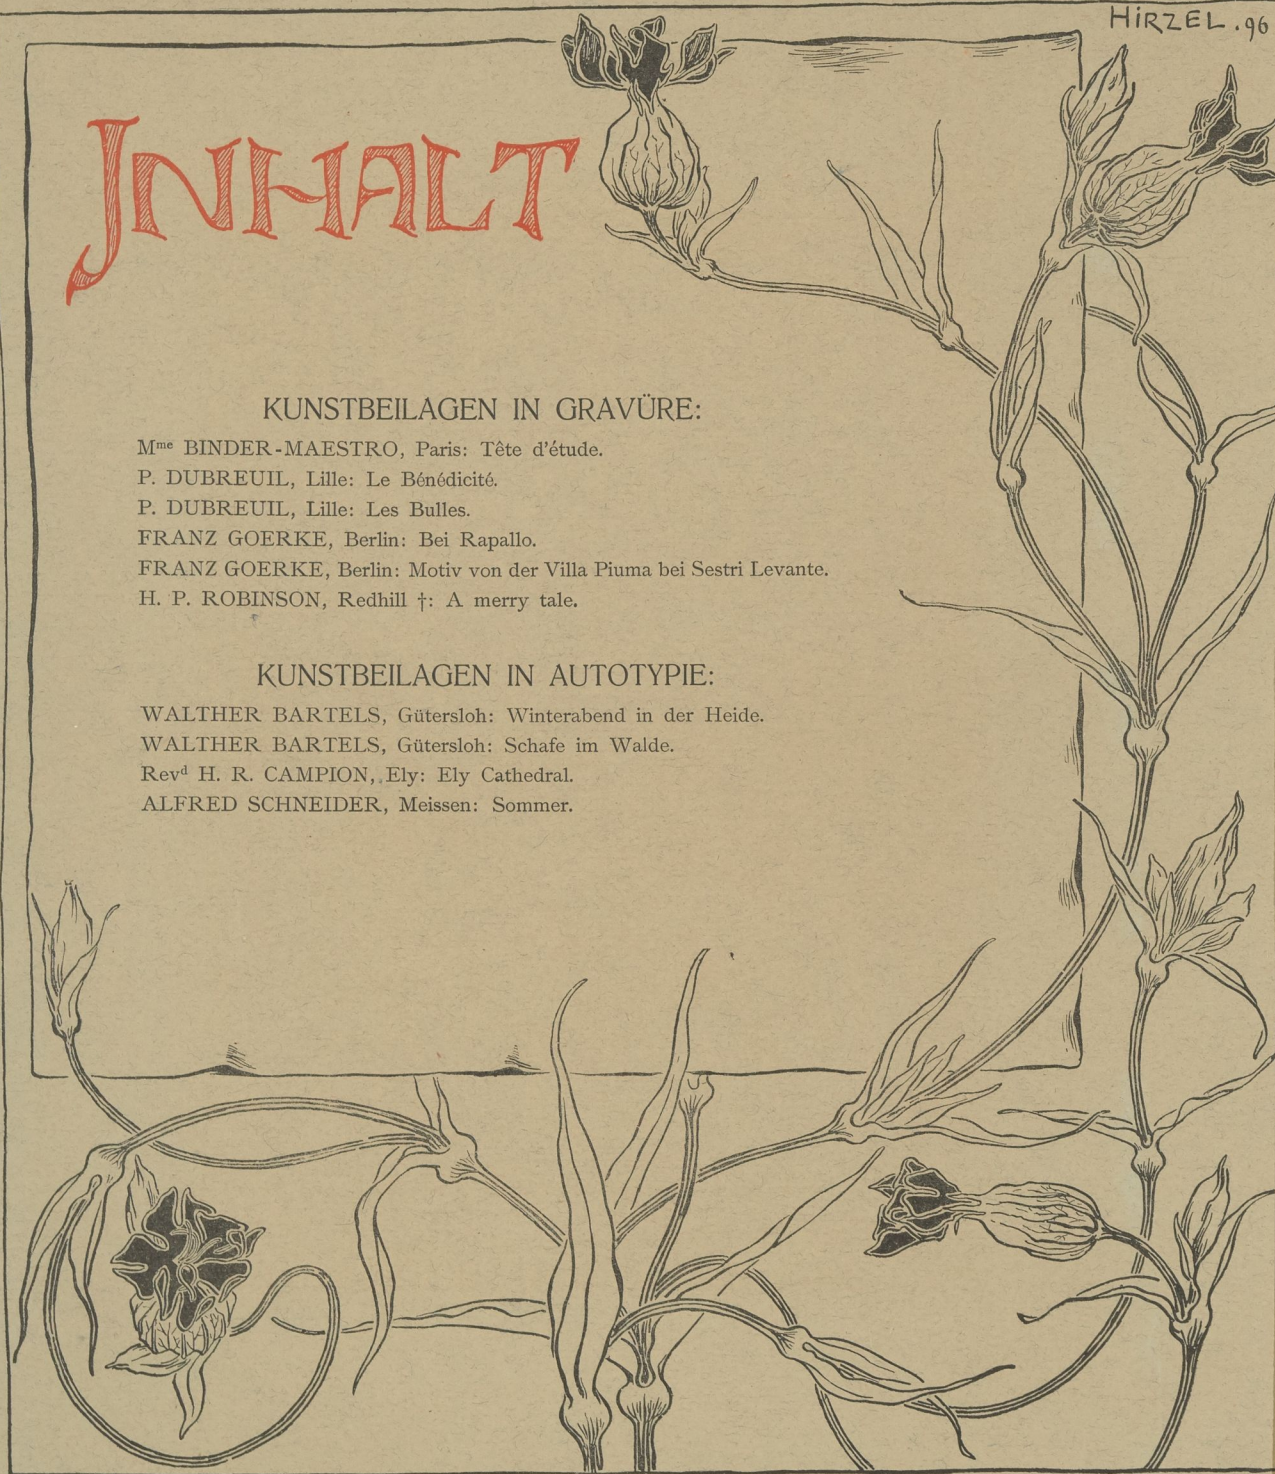 HiRZEL . 96
JNHALT
KUNSTBEILAGEN IN GRAVÜRE:
Mme BINDER-MAESTRO, Paris: Tête d'étude.
P. DUBREUIL, Lille: Le Bénédicité.
P. DUBREUIL, Lille: Les Bulles.
FRANZ GOERKE, Berlin: Bei Rapallo.
FRANZ GOERKE, Berlin: Motiv von der Villa Piuma bei Sestri Levante.
H. P. ROBINSON, Redhill †: A merry tale.
KUNSTBEILAGEN IN AUTOTYPIE:
WALTHER BARTELS, Gütersloh: Winterabend in der Heide.
WALTHER BARTELS, Gütersloh: Schafe im Walde.
Revd H. R. CAMPION, Ely: Ely Cathedral.
ALFRED SCHNEIDER, Meissen: Sommer.